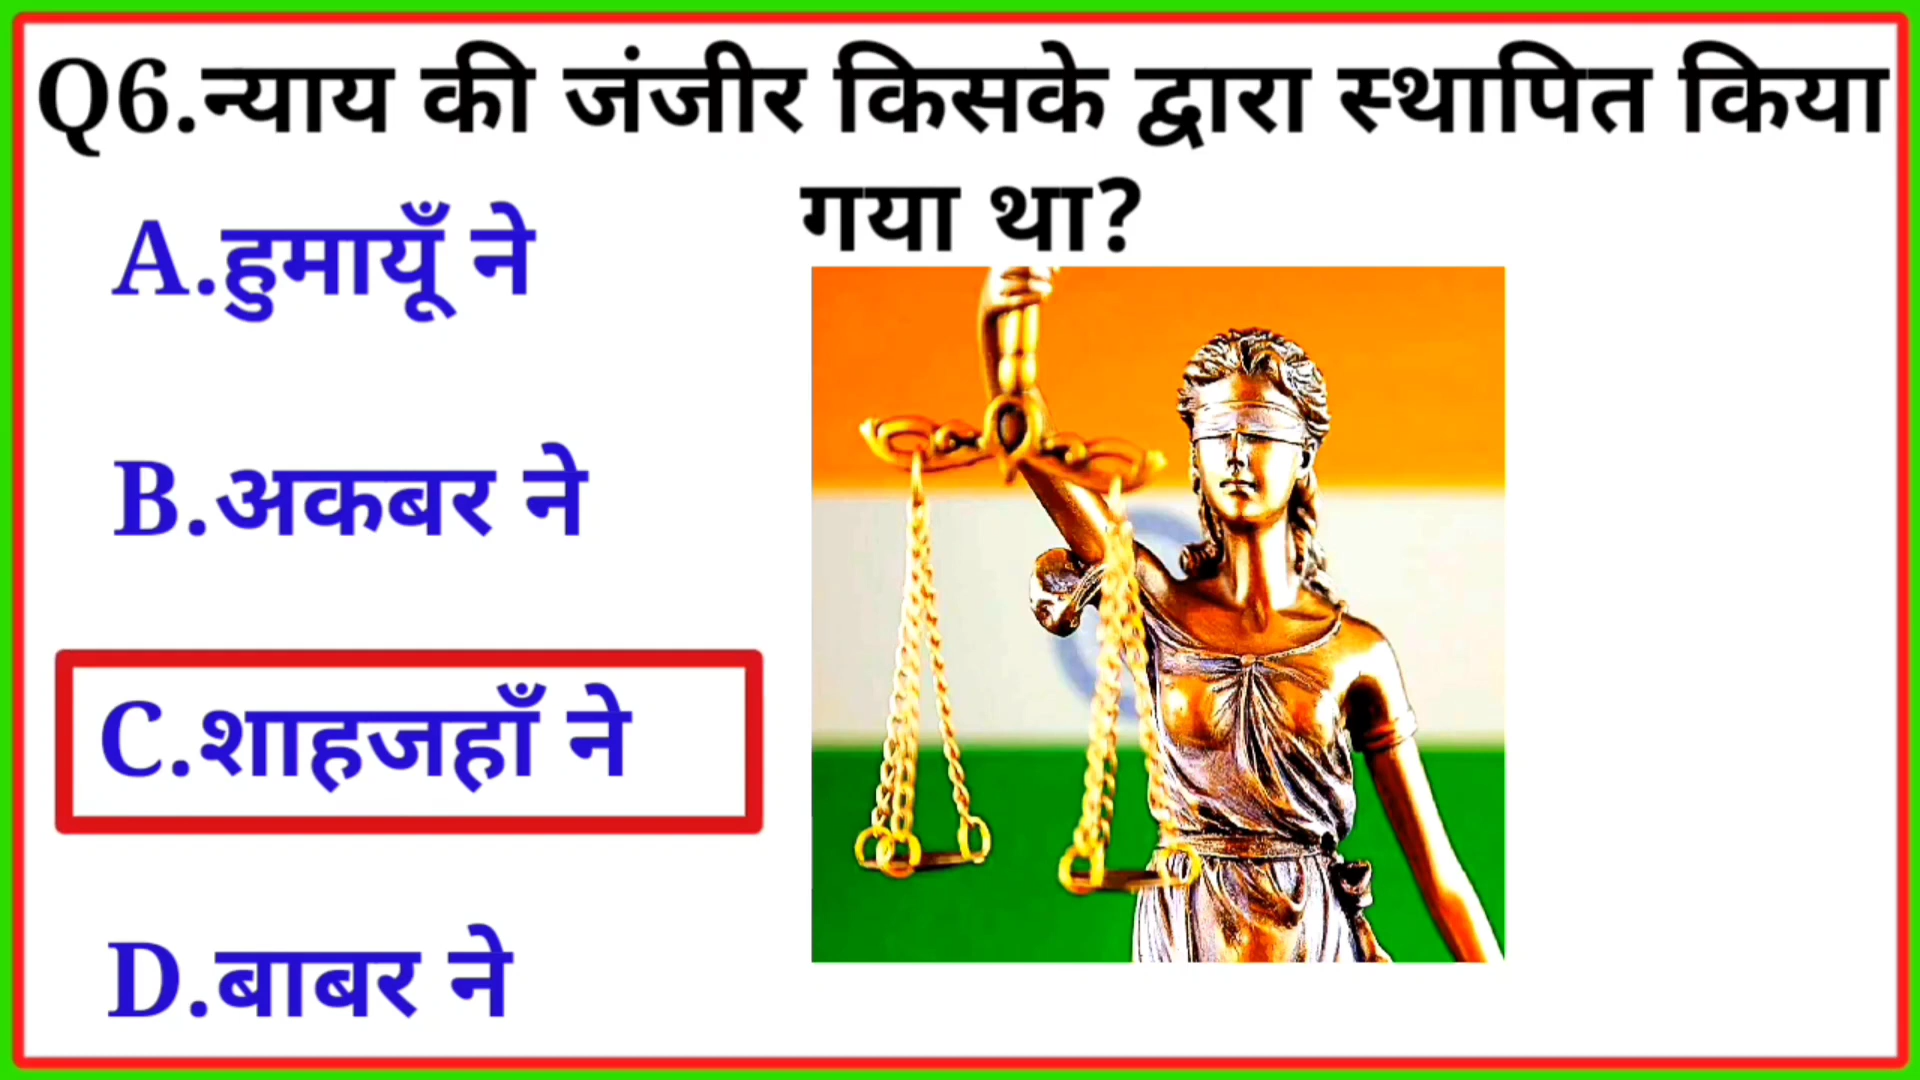 Q6.न्याय की जंजीर किसके द्वारा स्थापित किया
गया था?
A.हुमायूँ ने
B.अकबर ने
C.शाहजहाँ ने
D.बाबर ने